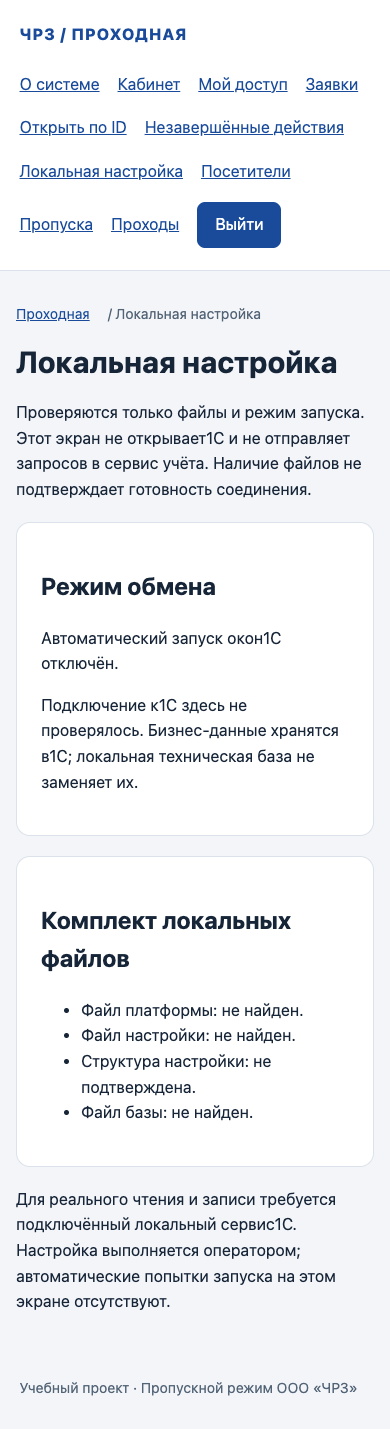 ЧРЗ / ПРОХОДНАЯ
О системе Кабинет Мой доступ Заявки
Открыть по ID Незавершённые действия
Локальная настройка Посетители
Пропуска Проходы Выйти
Проходная / Локальная настройка
Локальная настройка
Проверяются только файлы и режим запуска.
Этот экран не открывает1С и не отправляет
запросов в сервис учёта. Наличие файлов не
подтверждает готовность соединения.
Режим обмена
Автоматический запуск окон1С
отключён.
Подключение к1С здесь не
проверялось. Бизнес-данные хранятся
в1С; локальная техническая база не
заменяет их.
Комплект локальных
файлов
• Файл платформы: не найден.
• Файл настройки: не найден.
• Структура настройки: не
подтверждена.
• Файл базы: не найден.
Для реального чтения и записи требуется
подключённый локальный сервис1С.
Настройка выполняется оператором;
автоматические попытки запуска на этом
экране отсутствуют.
Учебный проект · Пропускной режим ООО «ЧРЗ»